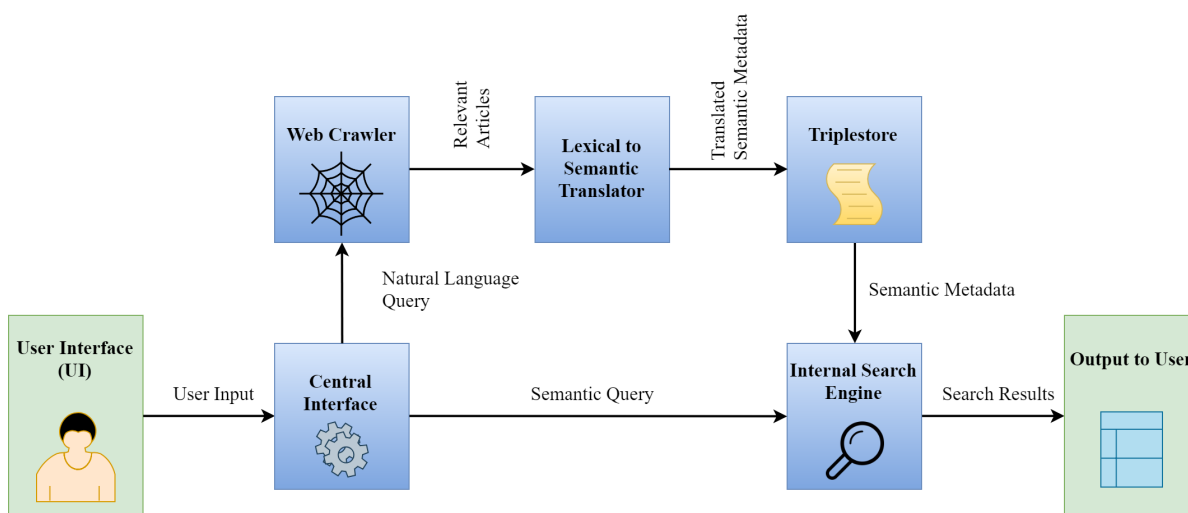 Web Crawler
Relevant
Articles
Lexical to
Semantic
Translator
Translated
Semantic Metadata
Triplestore
Natural Language
Query
Semantic Metadata
User Interface
(UI)
User Input
Central
Interface
Semantic Query
Internal Search
Engine
Search Results
Output to User